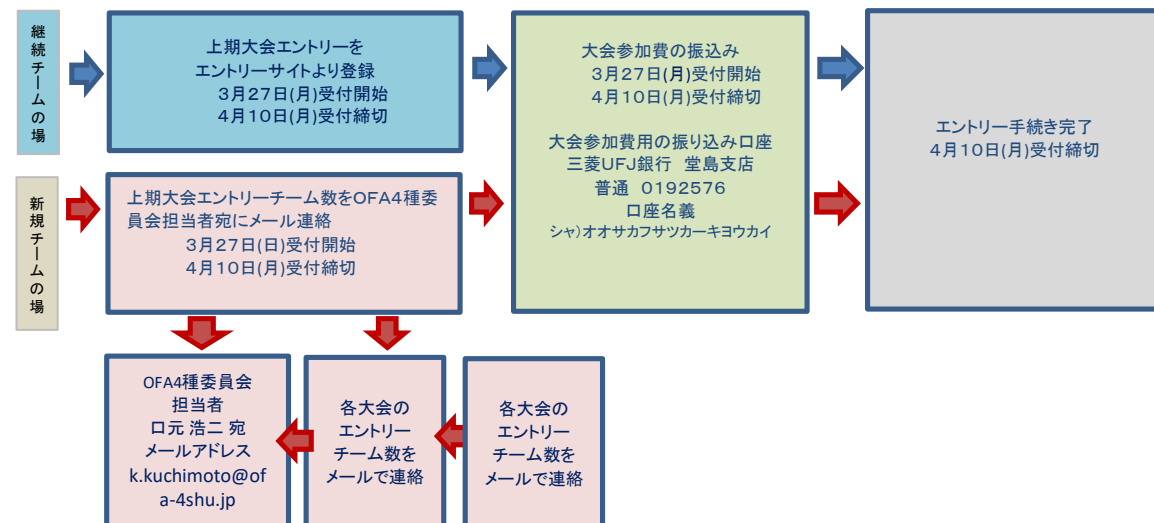 継続チームの場
上期大会エントリーを
エントリーサイトより登録
3月27日(月)受付開始
4月10日(月)受付締切
大会参加費の振込み
3月27日(月)受付開始
4月10日(月)受付締切
大会参加費用の振り込み口座
三菱UFJ銀行 堂島支店
普通 0192576
口座名義
シャ)オオサカフサツカーキヨウカイ
エントリー手続き完了
4月10日(月)受付締切
新規チームの場
上期大会エントリーチーム数をOFA4種委
員会担当者宛にメール連絡
3月27日(日)受付開始
4月10日(月)受付締切
OFA4種委員会
担当者
口元 浩二 宛
メールアドレス
k.kuchimoto@of
a-4shu.jp
各大会の
エントリー
チーム数を
メールで連絡
各大会の
エントリー
チーム数を
メールで連絡